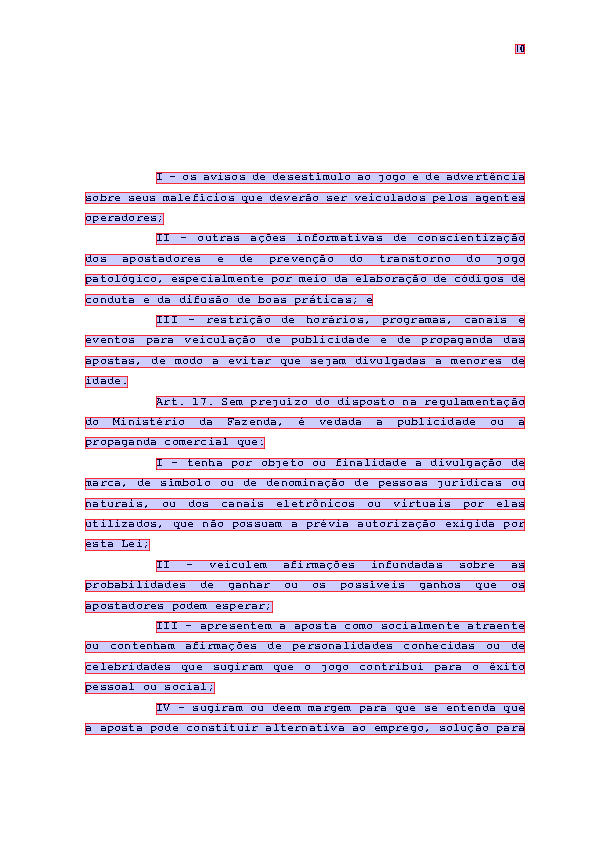 10
I – os avisos de desestímulo ao jogo e de advertência
sobre seus malefícios que deverão ser veiculados pelos agentes
operadores;
II – outras ações informativas de conscientização
dos apostadores e de prevenção do transtorno do jogo
patológico, especialmente por meio da elaboração de códigos de
conduta e da difusão de boas práticas; e
III – restrição de horários, programas, canais e
eventos para veiculação de publicidade e de propaganda das
apostas, de modo a evitar que sejam divulgadas a menores de
idade.
Art. 17. Sem prejuízo do disposto na regulamentação
do Ministério da Fazenda, é vedada a publicidade ou a
propaganda comercial que:
I – tenha por objeto ou finalidade a divulgação de
marca, de símbolo ou de denominação de pessoas jurídicas ou
naturais, ou dos canais eletrônicos ou virtuais por elas
utilizados, que não possuam a prévia autorização exigida por
esta Lei;
II – veiculem afirmações infundadas sobre as
probabilidades de ganhar ou os possíveis ganhos que os
apostadores podem esperar;
III – apresentem a aposta como socialmente atraente
ou contenham afirmações de personalidades conhecidas ou de
celebridades que sugiram que o jogo contribui para o êxito
pessoal ou social;
IV – sugiram ou deem margem para que se entenda que
a aposta pode constituir alternativa ao emprego, solução para